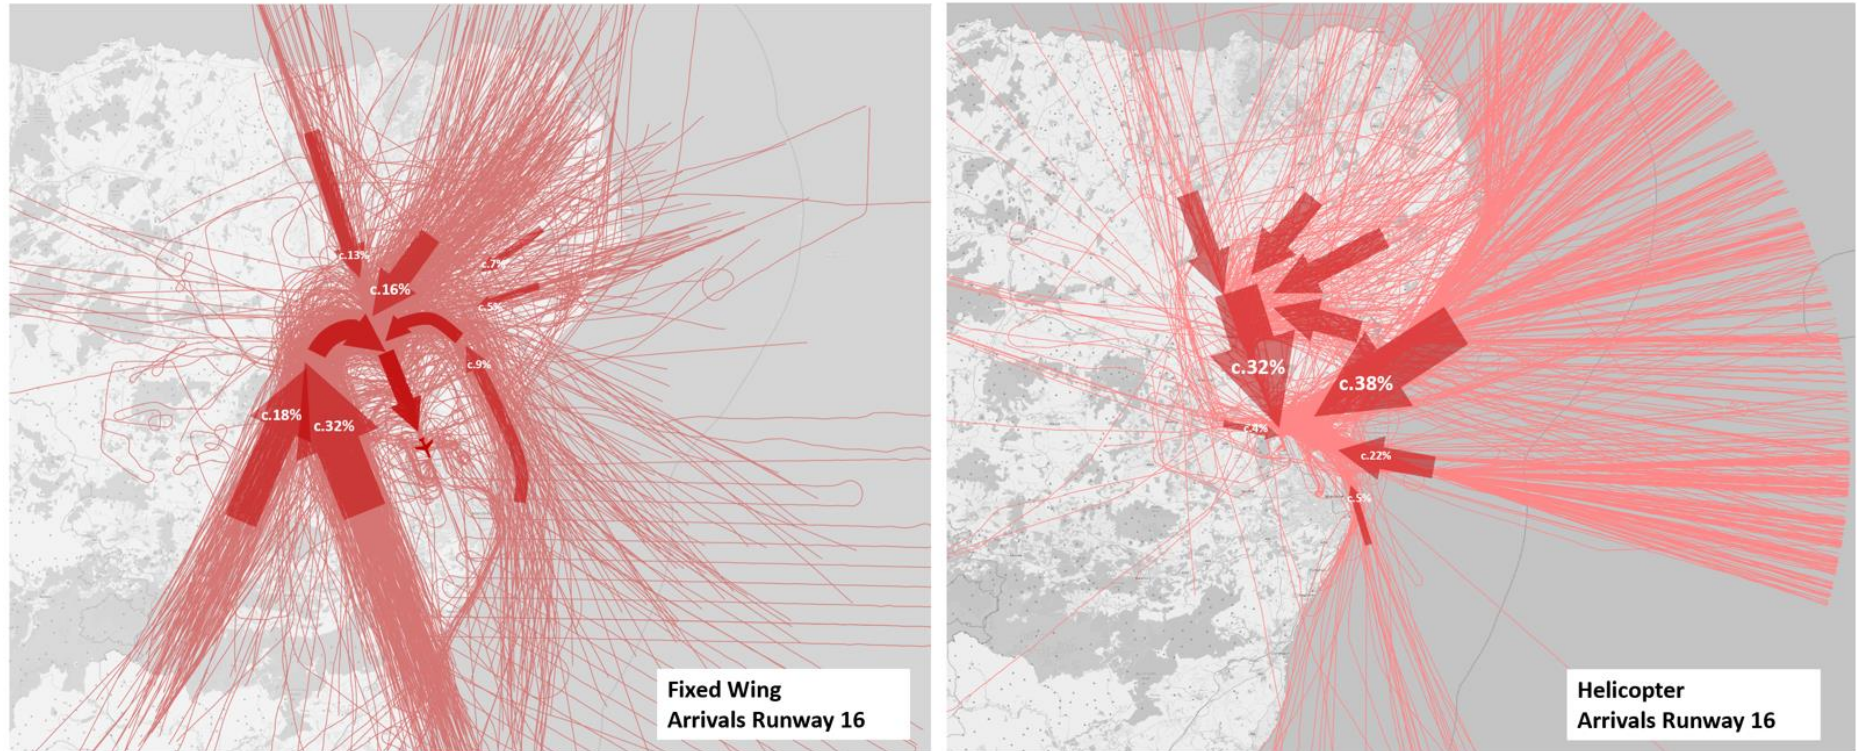 c.13%
c.7%
c.16%
c.5%
c.9%
c.18%
c.32%
Fixed Wing
Arrivals Runway 16
c.32%
c.38%
c.4%
c.22%
c.5%
Helicopter
Arrivals Runway 16